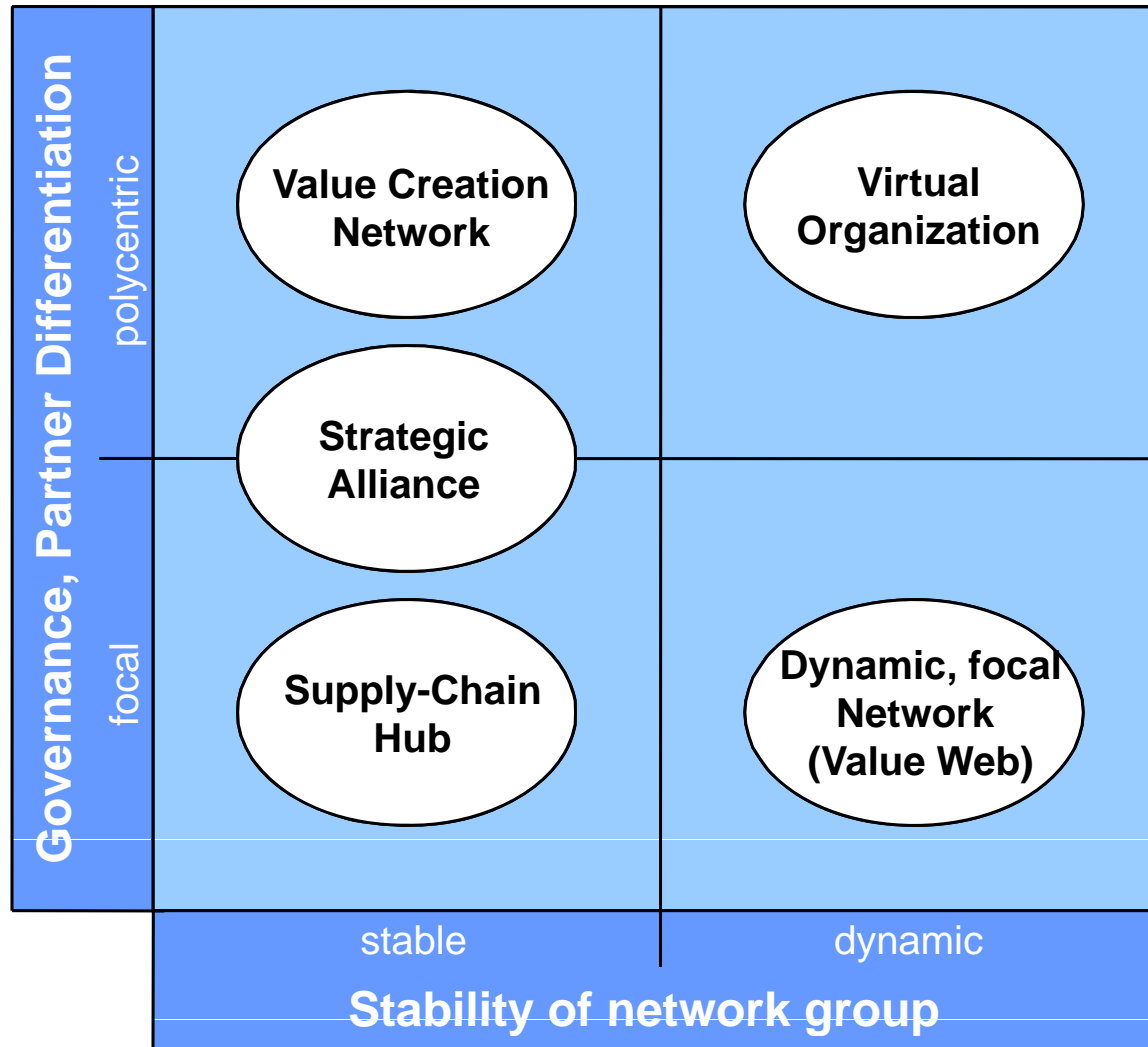 Governance, Partner Differentiation
polycentric
focal
Value Creation
Network
Virtual
Organization
Strategic
Alliance
Supply-Chain
Hub
Dynamic, focal
Network
(Value Web)
stable
dynamic
Stability of network group